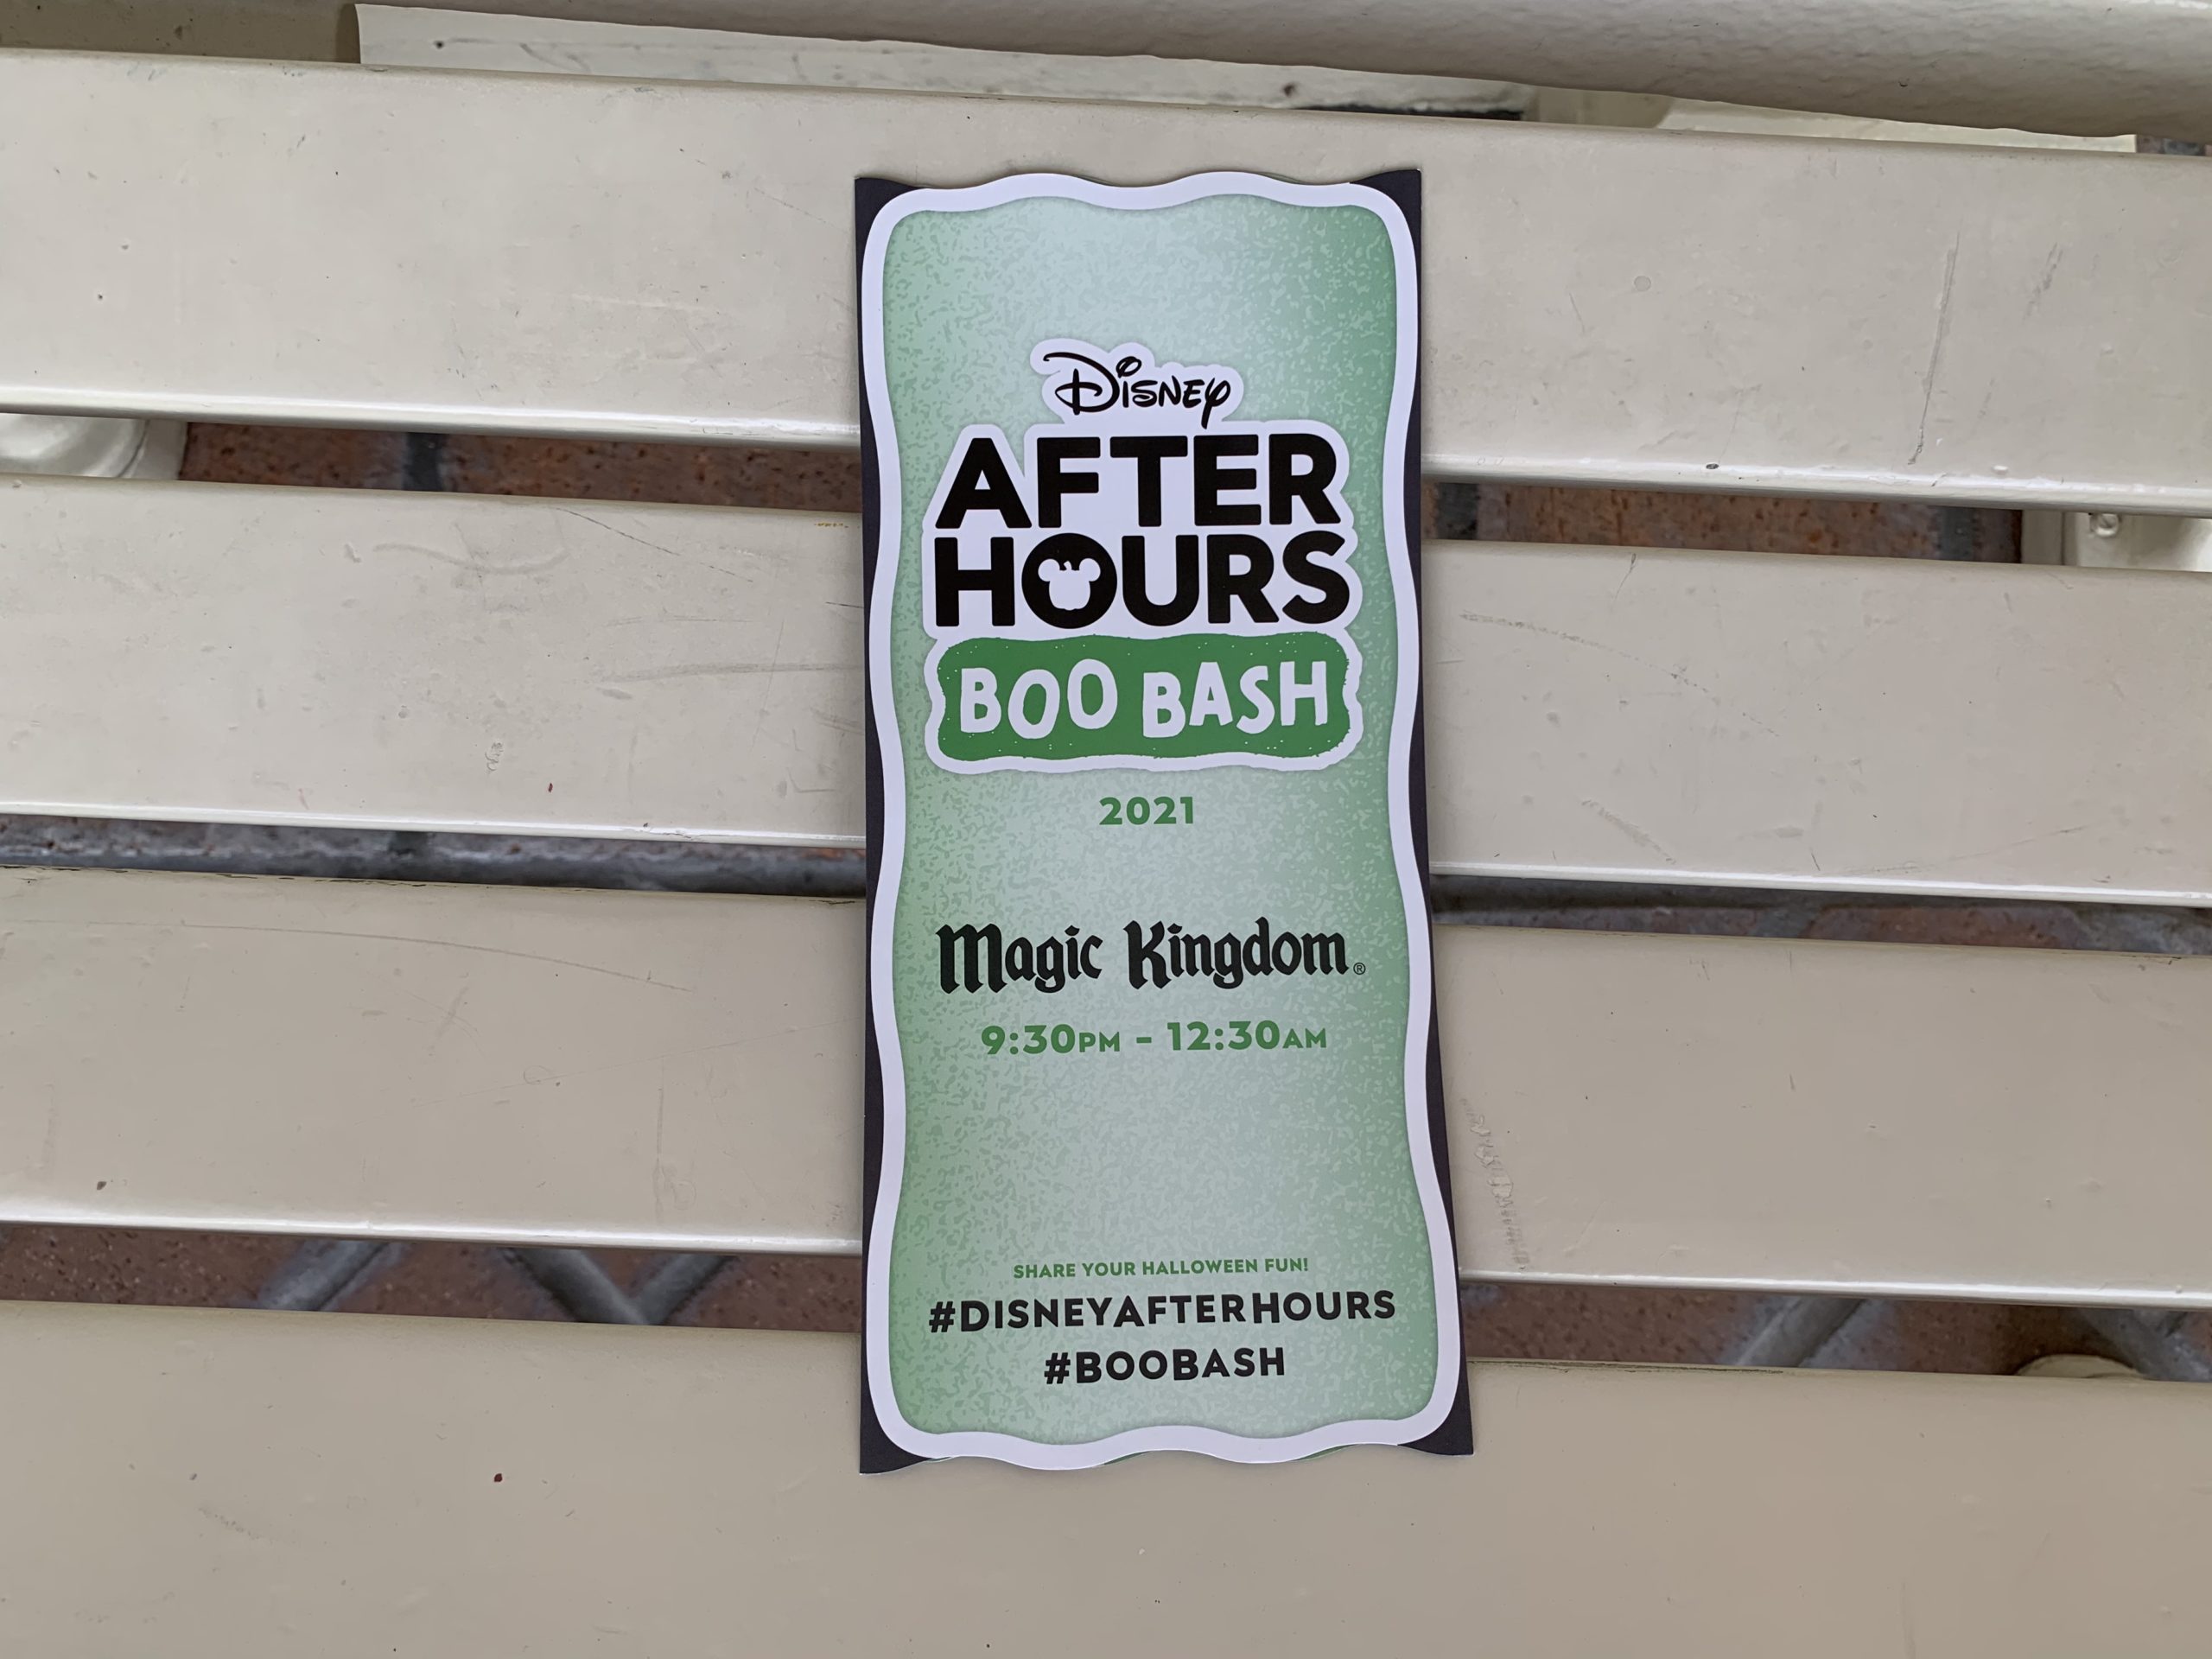 Disney
AFTER
HOURS
BOO BASH
2021
Magic Kingdom®
9:30PM - 12:30AM
SHARE YOUR HALLOWEEN FUN!
#DISNEYAFTERHOURS
#BOOBASH